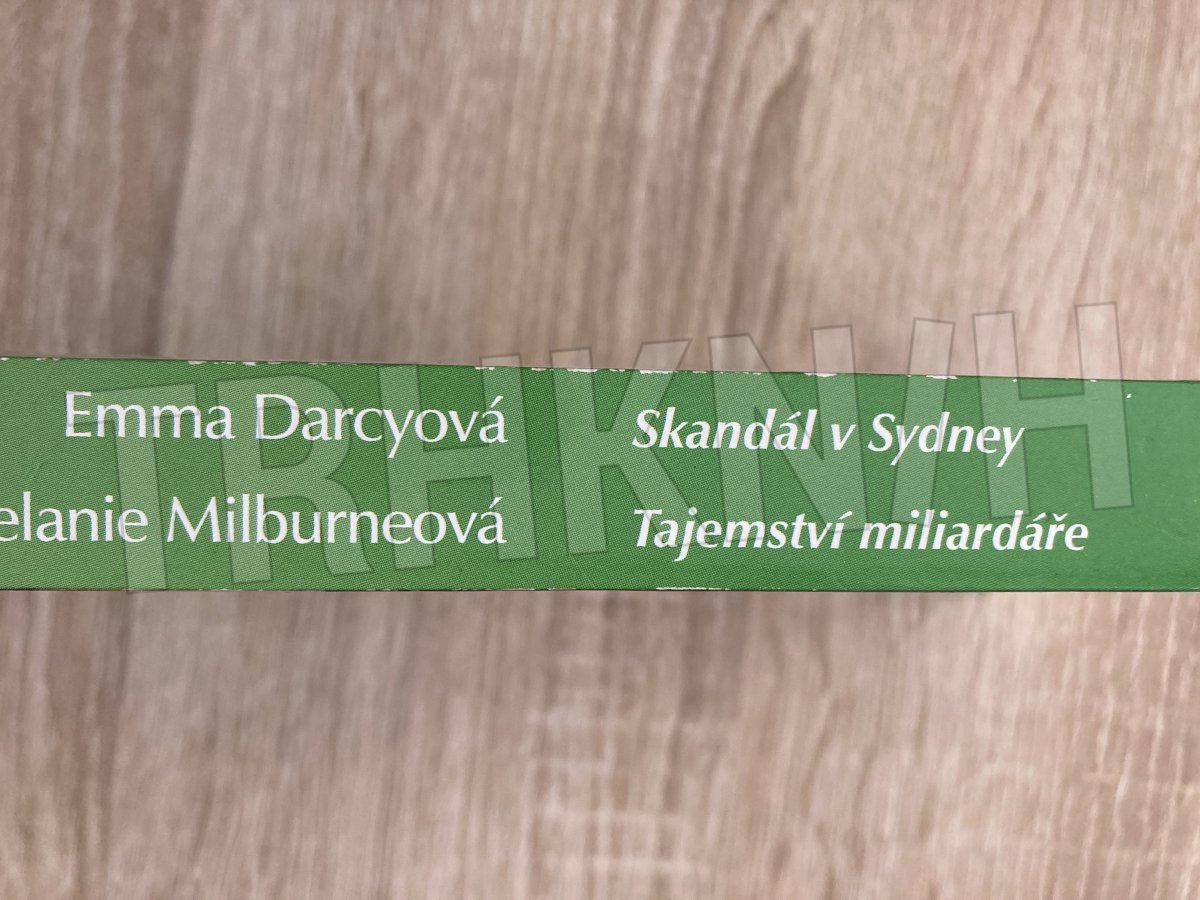 Emma Darcyová Skandál v Sydney
elanie Milburneová Tajemství miliardáře
TRHKNIH